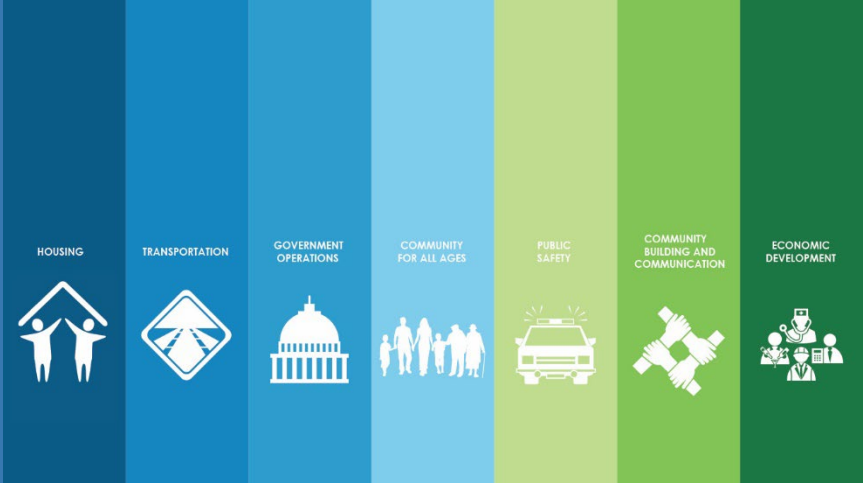 HOUSING
TRANSPORTATION
GOVERNMENT
OPERATIONS
COMMUNITY
FOR ALL AGES
PUBLIC
SAFETY
COMMUNITY
BUILDING AND
COMMUNICATION
ECONOMIC
DEVELOPMENT